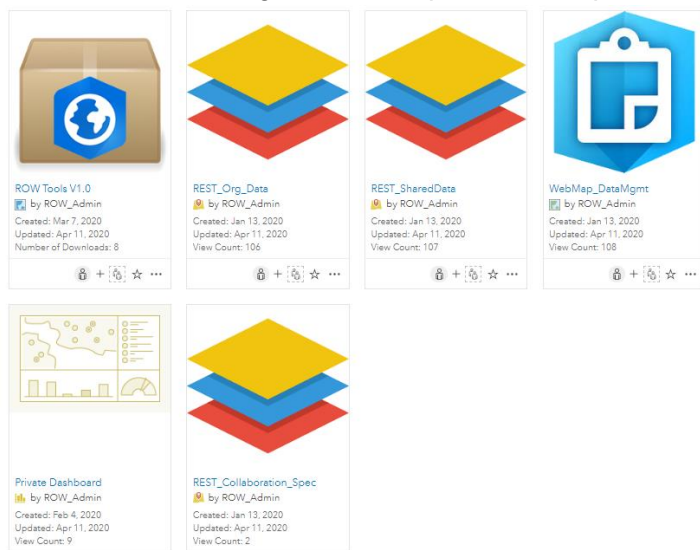 ROW Tools V1.0
by ROW_Admin
Created: Mar 7, 2020
Updated: Apr 11, 2020
Number of Downloads: 8
REST_Org_Data
by ROW_Admin
Created: Jan 13, 2020
Updated: Apr 11, 2020
View Count: 106
REST_SharedData
by ROW_Admin
Created: Jan 13, 2020
Updated: Apr 11, 2020
View Count: 107
WebMap_DataMgmt
by ROW_Admin
Created: Jan 13, 2020
Updated: Apr 11, 2020
View Count: 108
Private Dashboard
by ROW_Admin
Created: Feb 4, 2020
Updated: Apr 11, 2020
View Count: 9
REST_Collaboration_Spec
by ROW_Admin
Created: Jan 13, 2020
Updated: Apr 11, 2020
View Count: 2